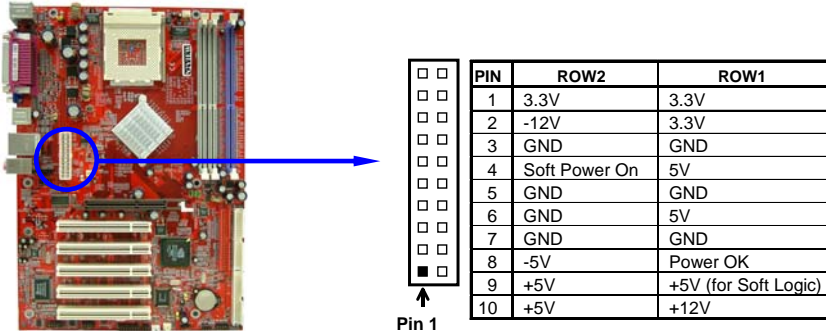 PIN ROW2 ROW1
1 3.3V 3.3V
2 -12V 3.3V
3 GND GND
4 Soft Power On 5V
5 GND GND
6 GND 5V
7 GND GND
8 -5V Power OK
9 +5V +5V (for Soft Logic)
10 +5V +12V
Pin 1